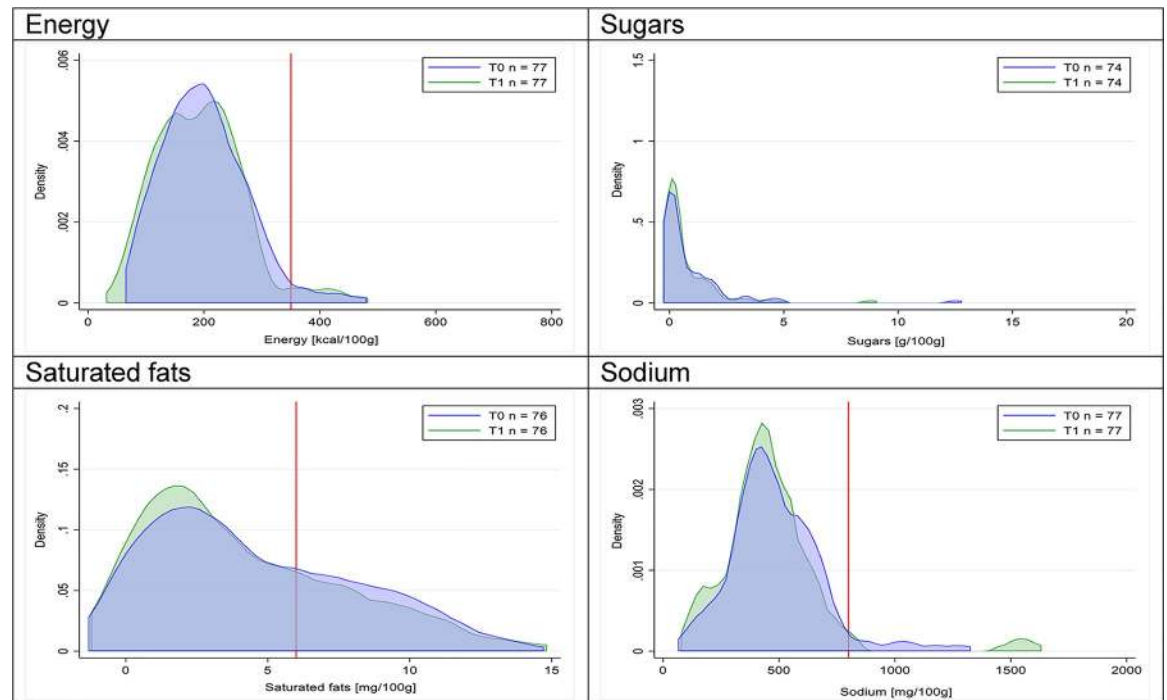 Energy
.006
.004
.002
0
Density
T0 n = 77
T1 n = 77
0 200 400 600 800
Energy [kcal/100g]
Sugars
1.5
1
.5
0
Density
T0 n = 74
T1 n = 74
0 5 10 15 20
Sugars [g/100g]
Saturated fats
.2
.15
.1
.05
0
Density
T0 n = 76
T1 n = 76
0 5 10 15
Saturated fats [mg/100g]
Sodium
.003
.002
.001
0
Density
T0 n = 77
T1 n = 77
0 500 1000 1500 2000
Sodium [mg/100g]